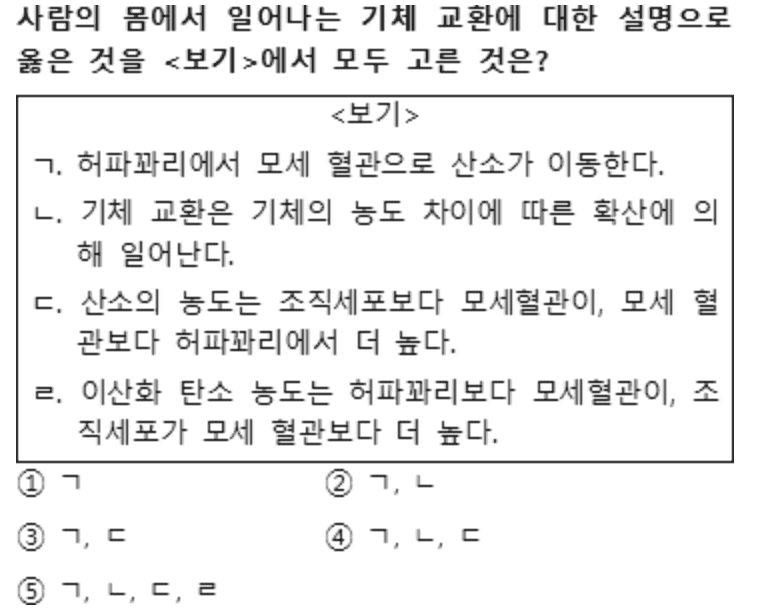 사람의 몸에서 일어나는 기체 교환에 대한 설명으로
옳은 것을 <보기>에서 모두 고른 것은?
<보기>
ㄱ. 허파꽈리에서 모세 혈관으로 산소가 이동한다.
ㄴ. 기체 교환은 기체의 농도 차이에 따른 확산에 의
해 일어난다.
ㄷ. 산소의 농도는 조직세포보다 모세혈관이, 모세 혈
관보다 허파꽈리에서 더 높다.
ㄹ. 이산화 탄소 농도는 허파꽈리보다 모세혈관이, 조
직세포가 모세 혈관보다 더 높다.
① ㄱ ② ㄱ, ㄴ
③ ㄱ, ㄷ ④ ㄱ, ㄴ, ㄷ
⑤ ㄱ, ㄴ, ㄷ, ㄹ